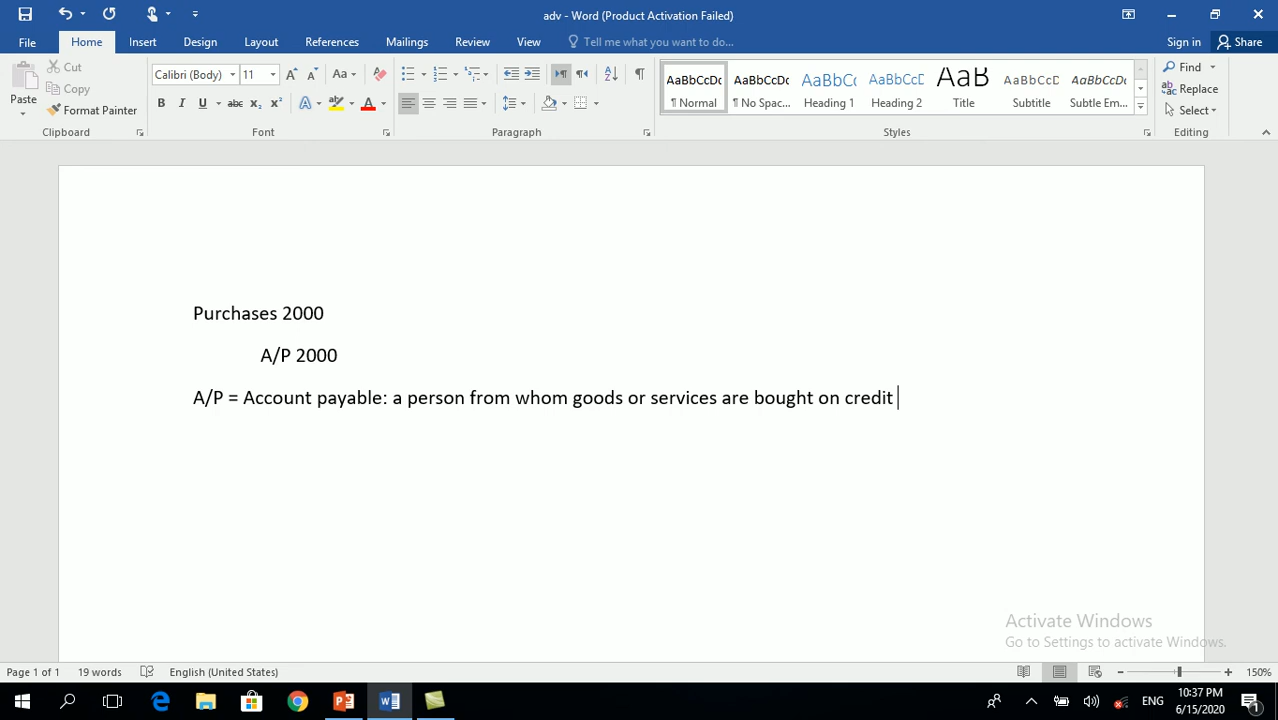 adv - Word (Product Activation Failed)
File Home Insert Design Layout References Mailings Review View Tell me what you want to do... Sign in Share
Cut
Copy
Format Painter
Paste
Calibri (Body) 11
Clipboard Font Paragraph Styles Editing
AaBbCcDc AaBbCcDc AaBbCc AaBbCcD AaB AaBbCcD AaBbCcDc
¶ Normal ¶ No Spac... Heading 1 Heading 2 Title Subtitle Subtle Em...
Find
Replace
Select
Purchases 2000
A/P 2000
A/P = Account payable: a person from whom goods or services are bought on credit
Activate Windows
Go to Settings to activate Windows.
Page 1 of 1 19 words English (United States) 150%
ENG 10:37 PM
6/15/2020
1